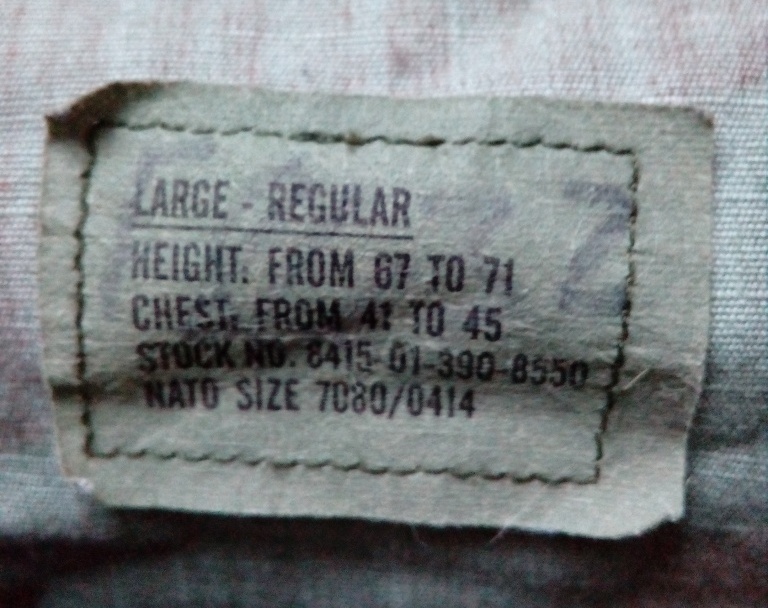 LARGE - REGULAR
HEIGHT: FROM 67 TO 71
CHEST: FROM 41 TO 45
STOCK NO. 8415-01-390-8550
NATO SIZE 7080/0414